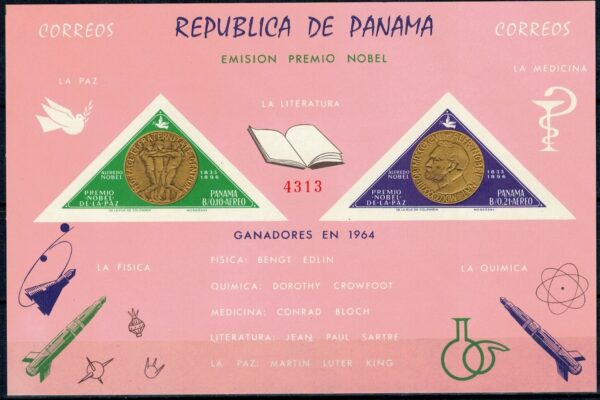 CORREOS
REPUBLICA DE PANAMA
CORREOS
EMISION PREMIO NOBEL
LA PAZ
LA MEDICINA
LA LITERATURA
ALFREDO NOBEL
1833
1896
PREMIO NOBEL
DE-LA-PAZ
PANAMA
B/0.10-AEREO
4313
ALFREDO NOBEL
1833
1896
PREMIO NOBEL
DE-LA-PAZ
PANAMA
B/0.21-AEREO
GANADORES EN 1964
LA FISICA
LA QUIMICA
FISICA: BENGT EDLIN
QUIMICA: DOROTHY CROWFOOT
MEDICINA: CONRAD BLOCH
LITERATURA: JEAN PAUL SARTRE
LA PAZ: MARTIN LUTER KING